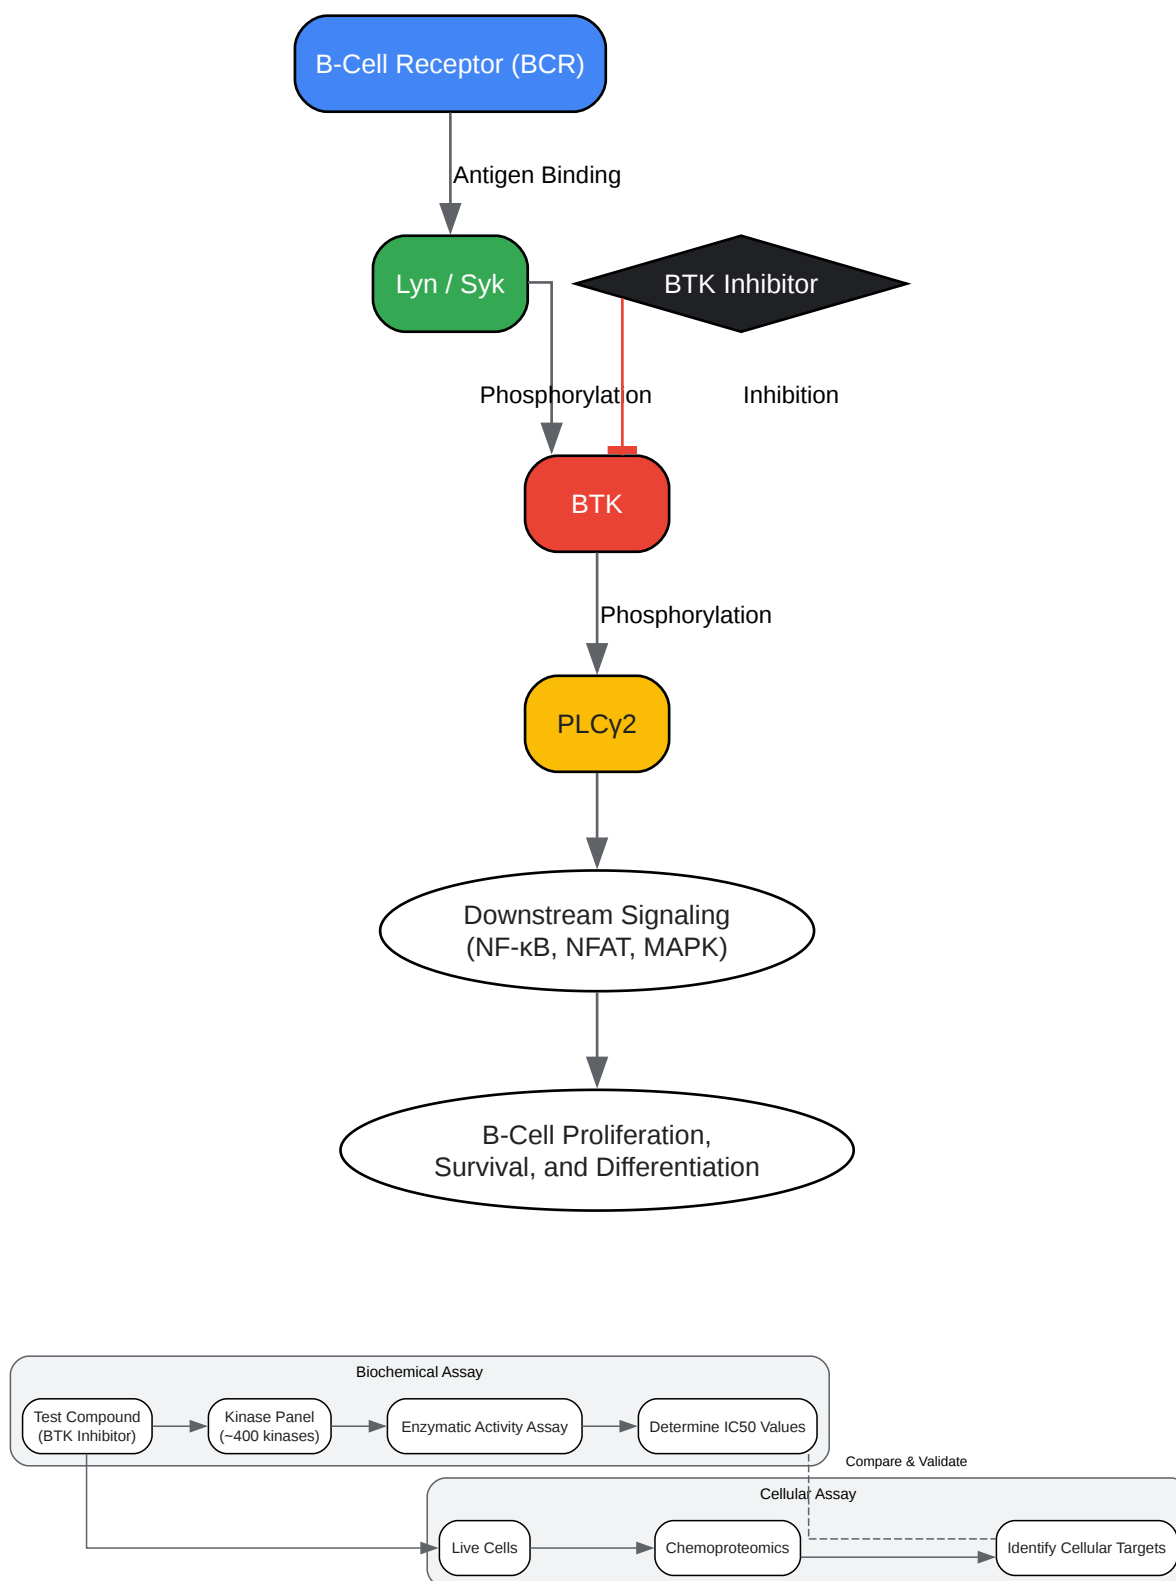 B-Cell Receptor (BCR)
Antigen Binding
Lyn / Syk
BTK Inhibitor
Phosphorylation
Inhibition
BTK
Phosphorylation
PLCγ2
Downstream Signaling
(NF-κB, NFAT, MAPK)
B-Cell Proliferation,
Survival, and Differentiation
Biochemical Assay
Test Compound
(BTK Inhibitor)
Kinase Panel
(~400 kinases)
Enzymatic Activity Assay
Determine IC50 Values
Compare & Validate
Cellular Assay
Live Cells
Chemoproteomics
Identify Cellular Targets